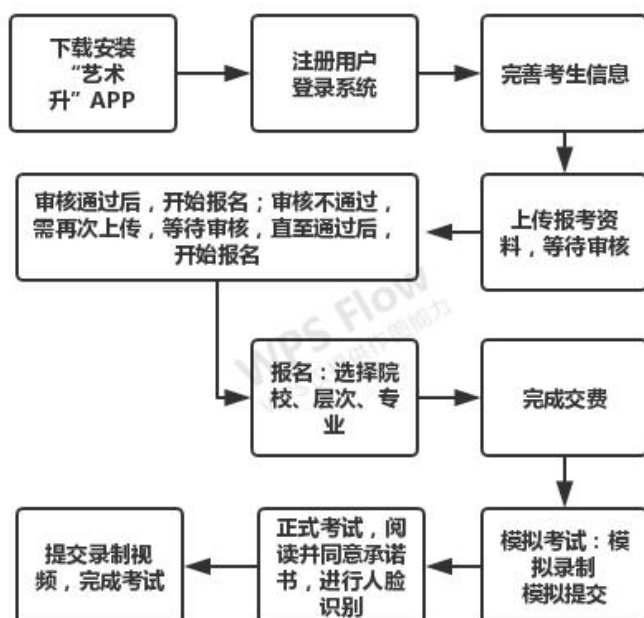 下载安装
“艺术
升”APP
注册用户
登录系统
完善考生信息
上传报考资
料，等待审核
审核通过后，开始报名；审核不通过，
需再次上传，等待审核，直至通过后，
开始报名
报名：选择院
校、层次、专
业
完成交费
模拟考试：模
拟录制
模拟提交
正式考试，阅
读并同意承诺
书，进行人脸
识别
提交录制视
频，完成考试
WPS Flow